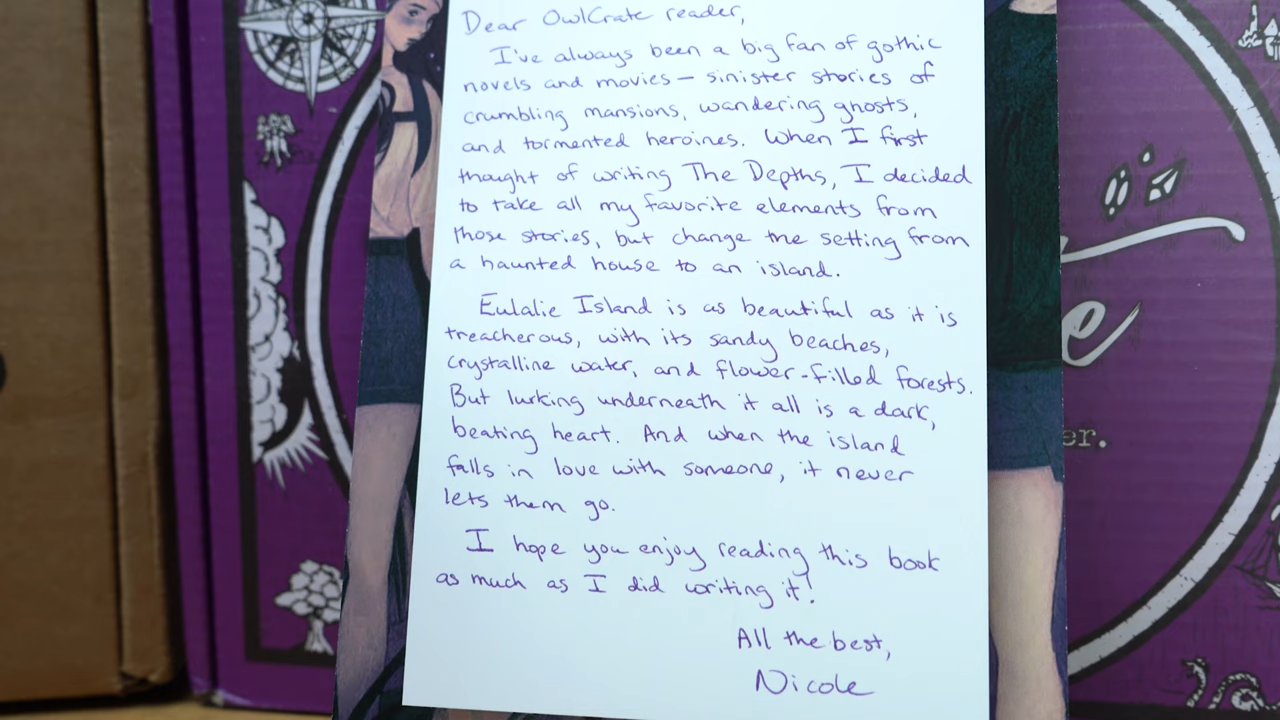 Dear OwlCrate reader,
I've always been a big fan of gothic
novels and movies — sinister stories of
crumbling mansions, wandering ghosts,
and tormented heroines. When I first
thought of writing The Depths, I decided
to take all my favorite elements from
those stories, but change the setting from
a haunted house to an island.
Eulalie Island is as beautiful as it is
treacherous, with its sandy beaches,
crystalline water, and flower-filled forests.
But lurking underneath it all is a dark,
beating heart. And when the island
falls in love with someone, it never
lets them go.
I hope you enjoy reading this book
as much as I did writing it!
All the best,
Nicole
e
er.